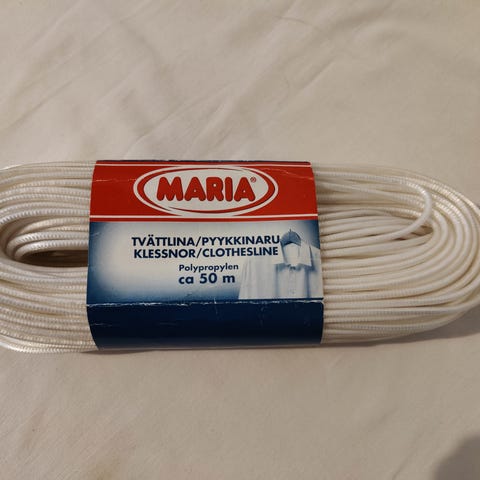 MARIA®
TVÄTTLINA/PYYKKINARU
KLESSNOR/CLOTHESLINE
Polypropylen
ca 50 m